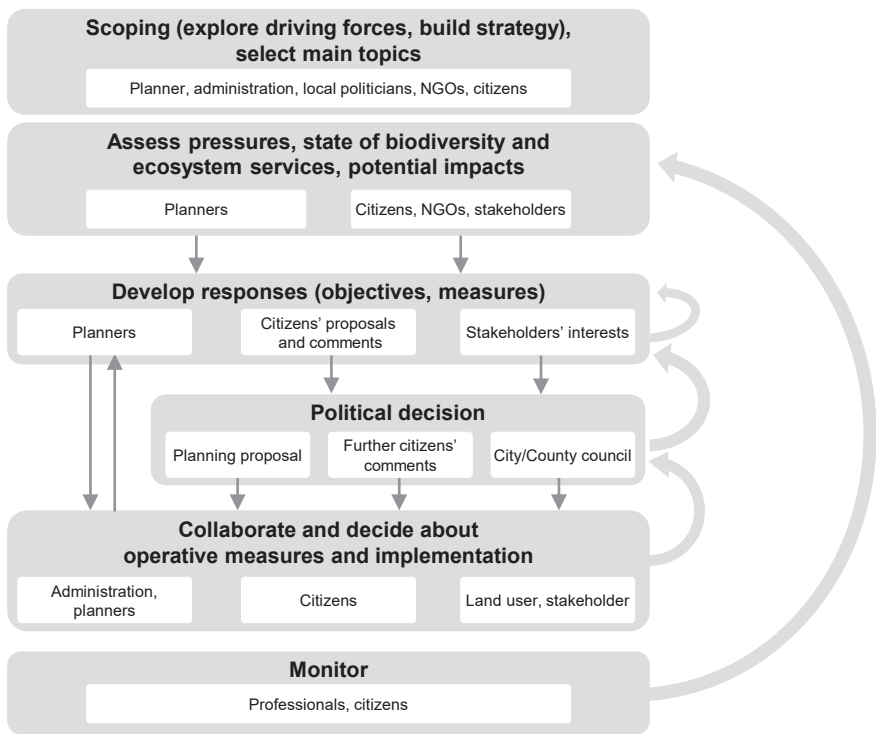 Scoping (explore driving forces, build strategy),
select main topics
Planner, administration, local politicians, NGOs, citizens
Assess pressures, state of biodiversity and
ecosystem services, potential impacts
Planners
Citizens, NGOs, stakeholders
Develop responses (objectives, measures)
Planners
Citizens’ proposals
and comments
Stakeholders’ interests
Political decision
Planning proposal
Further citizens’
comments
City/County council
Collaborate and decide about
operative measures and implementation
Administration,
planners
Citizens
Land user, stakeholder
Monitor
Professionals, citizens